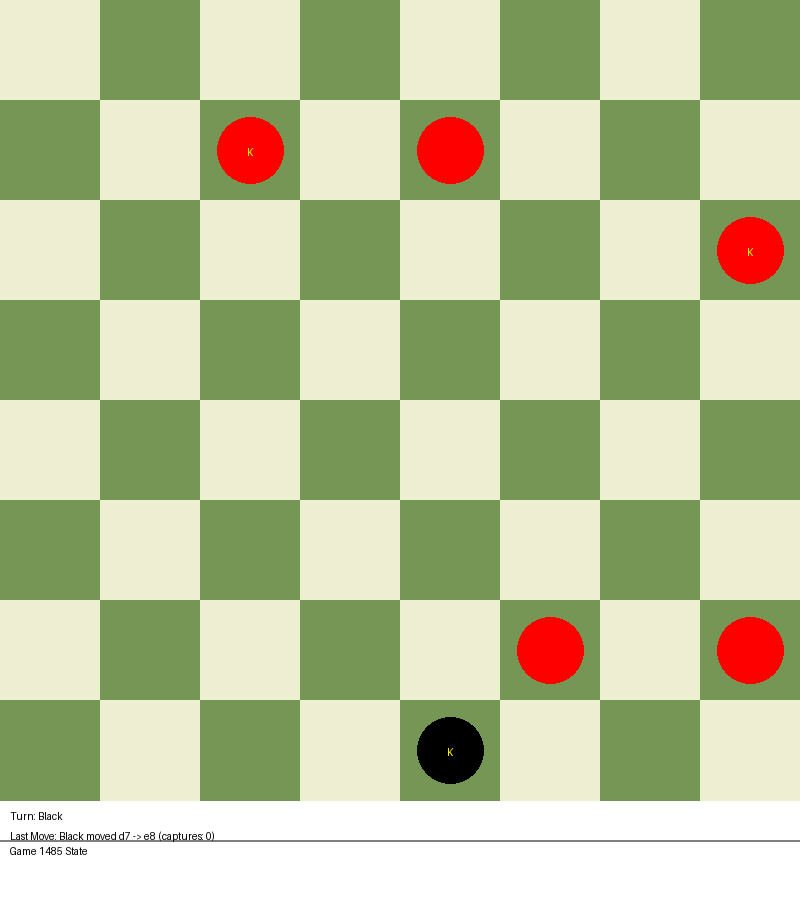 K
K
K
Turn: Black
Last Move: Black moved d7 -> e8 (captures: 0)
Game 1485 State